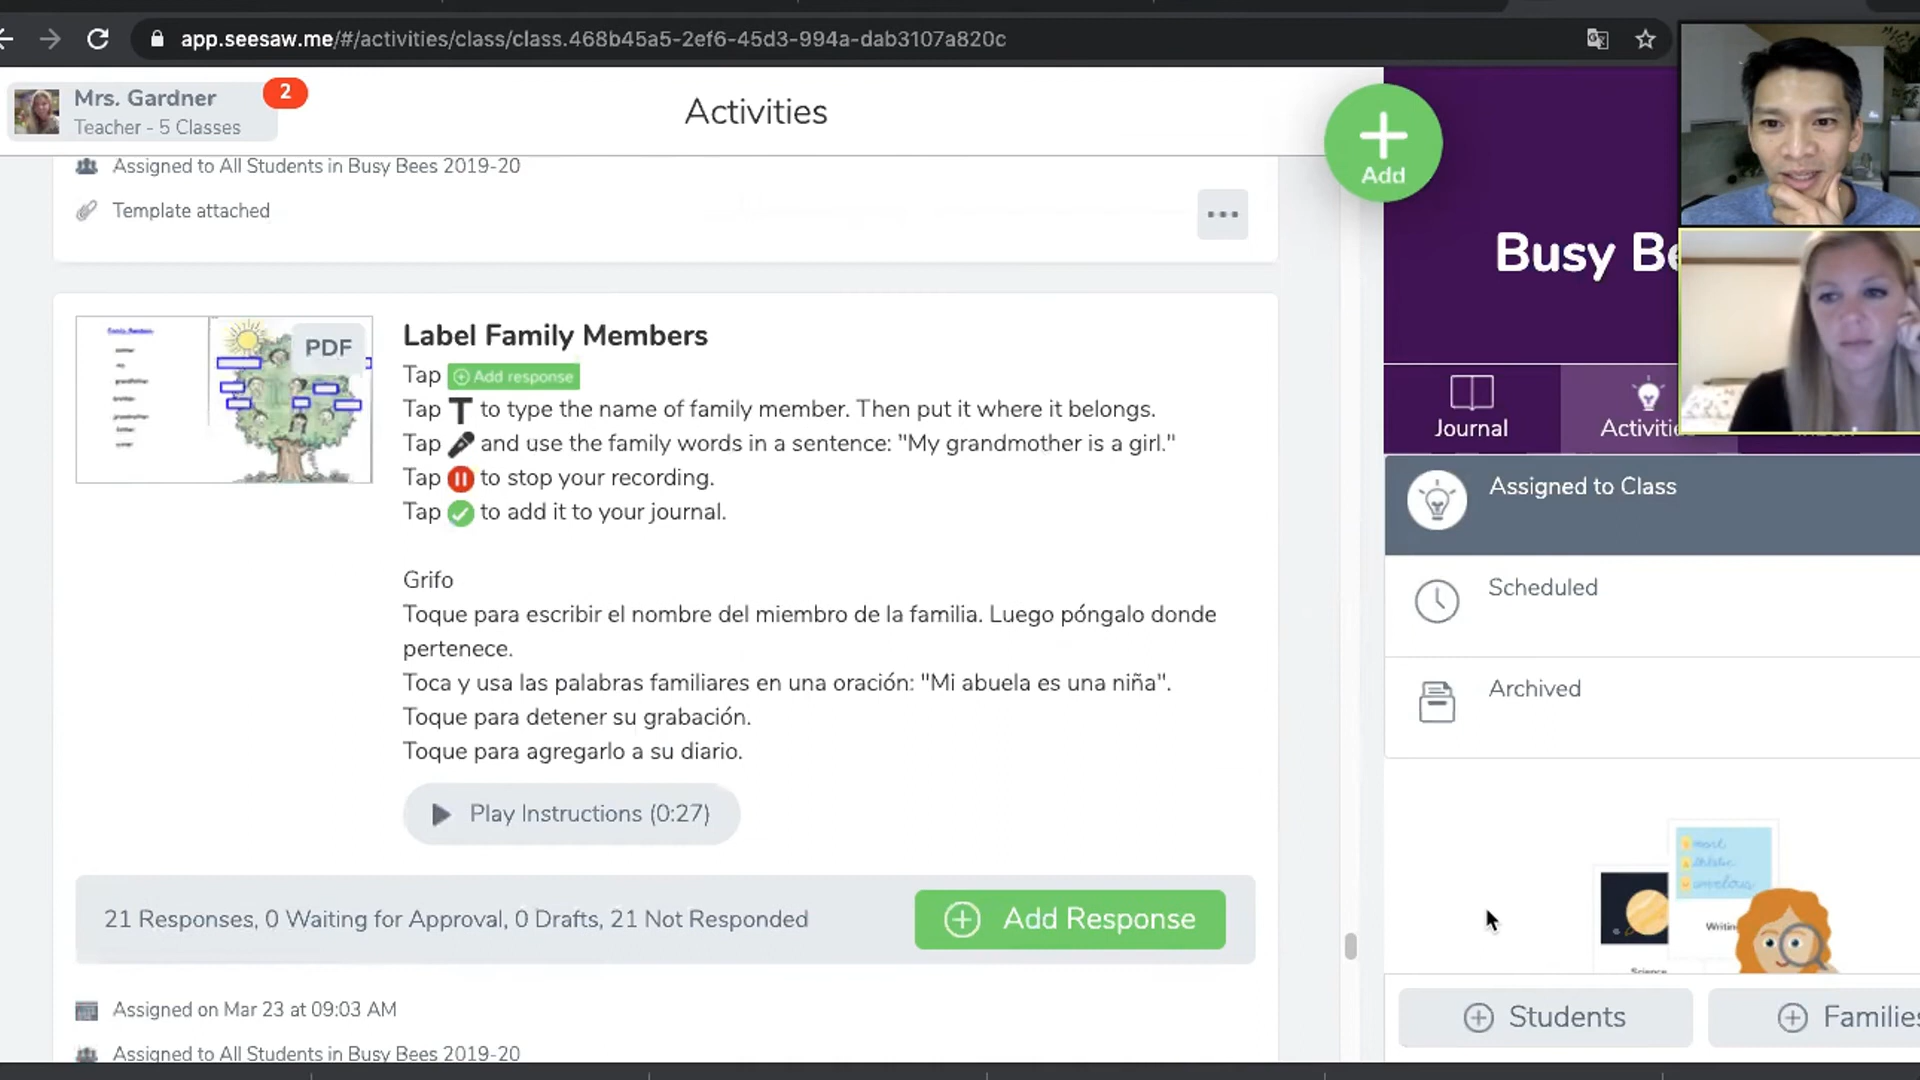 app.seesaw.me/#/activities/class/class.468b45a5-2ef6-45d3-994a-dab3107a820c
Mrs. Gardner
2
Teacher - 5 Classes
Activities
Add
Assigned to All Students in Busy Bees 2019-20
Template attached
Busy Be
PDF
Label Family Members
Tap Add response
Tap T to type the name of family member. Then put it where it belongs.
Tap and use the family words in a sentence: "My grandmother is a girl."
Tap to stop your recording.
Tap to add it to your journal.
Grifo
Toque para escribir el nombre del miembro de la familia. Luego póngalo donde
pertenece.
Toca y usa las palabras familiares en una oración: "Mi abuela es una niña".
Toque para detener su grabación.
Toque para agregarlo a su diario.
Play Instructions (0:27)
21 Responses, 0 Waiting for Approval, 0 Drafts, 21 Not Responded
Add Response
Assigned on Mar 23 at 09:03 AM
Assigned to All Students in Busy Bees 2019-20
Journal
Activitie
Assigned to Class
Scheduled
Archived
Students
Families